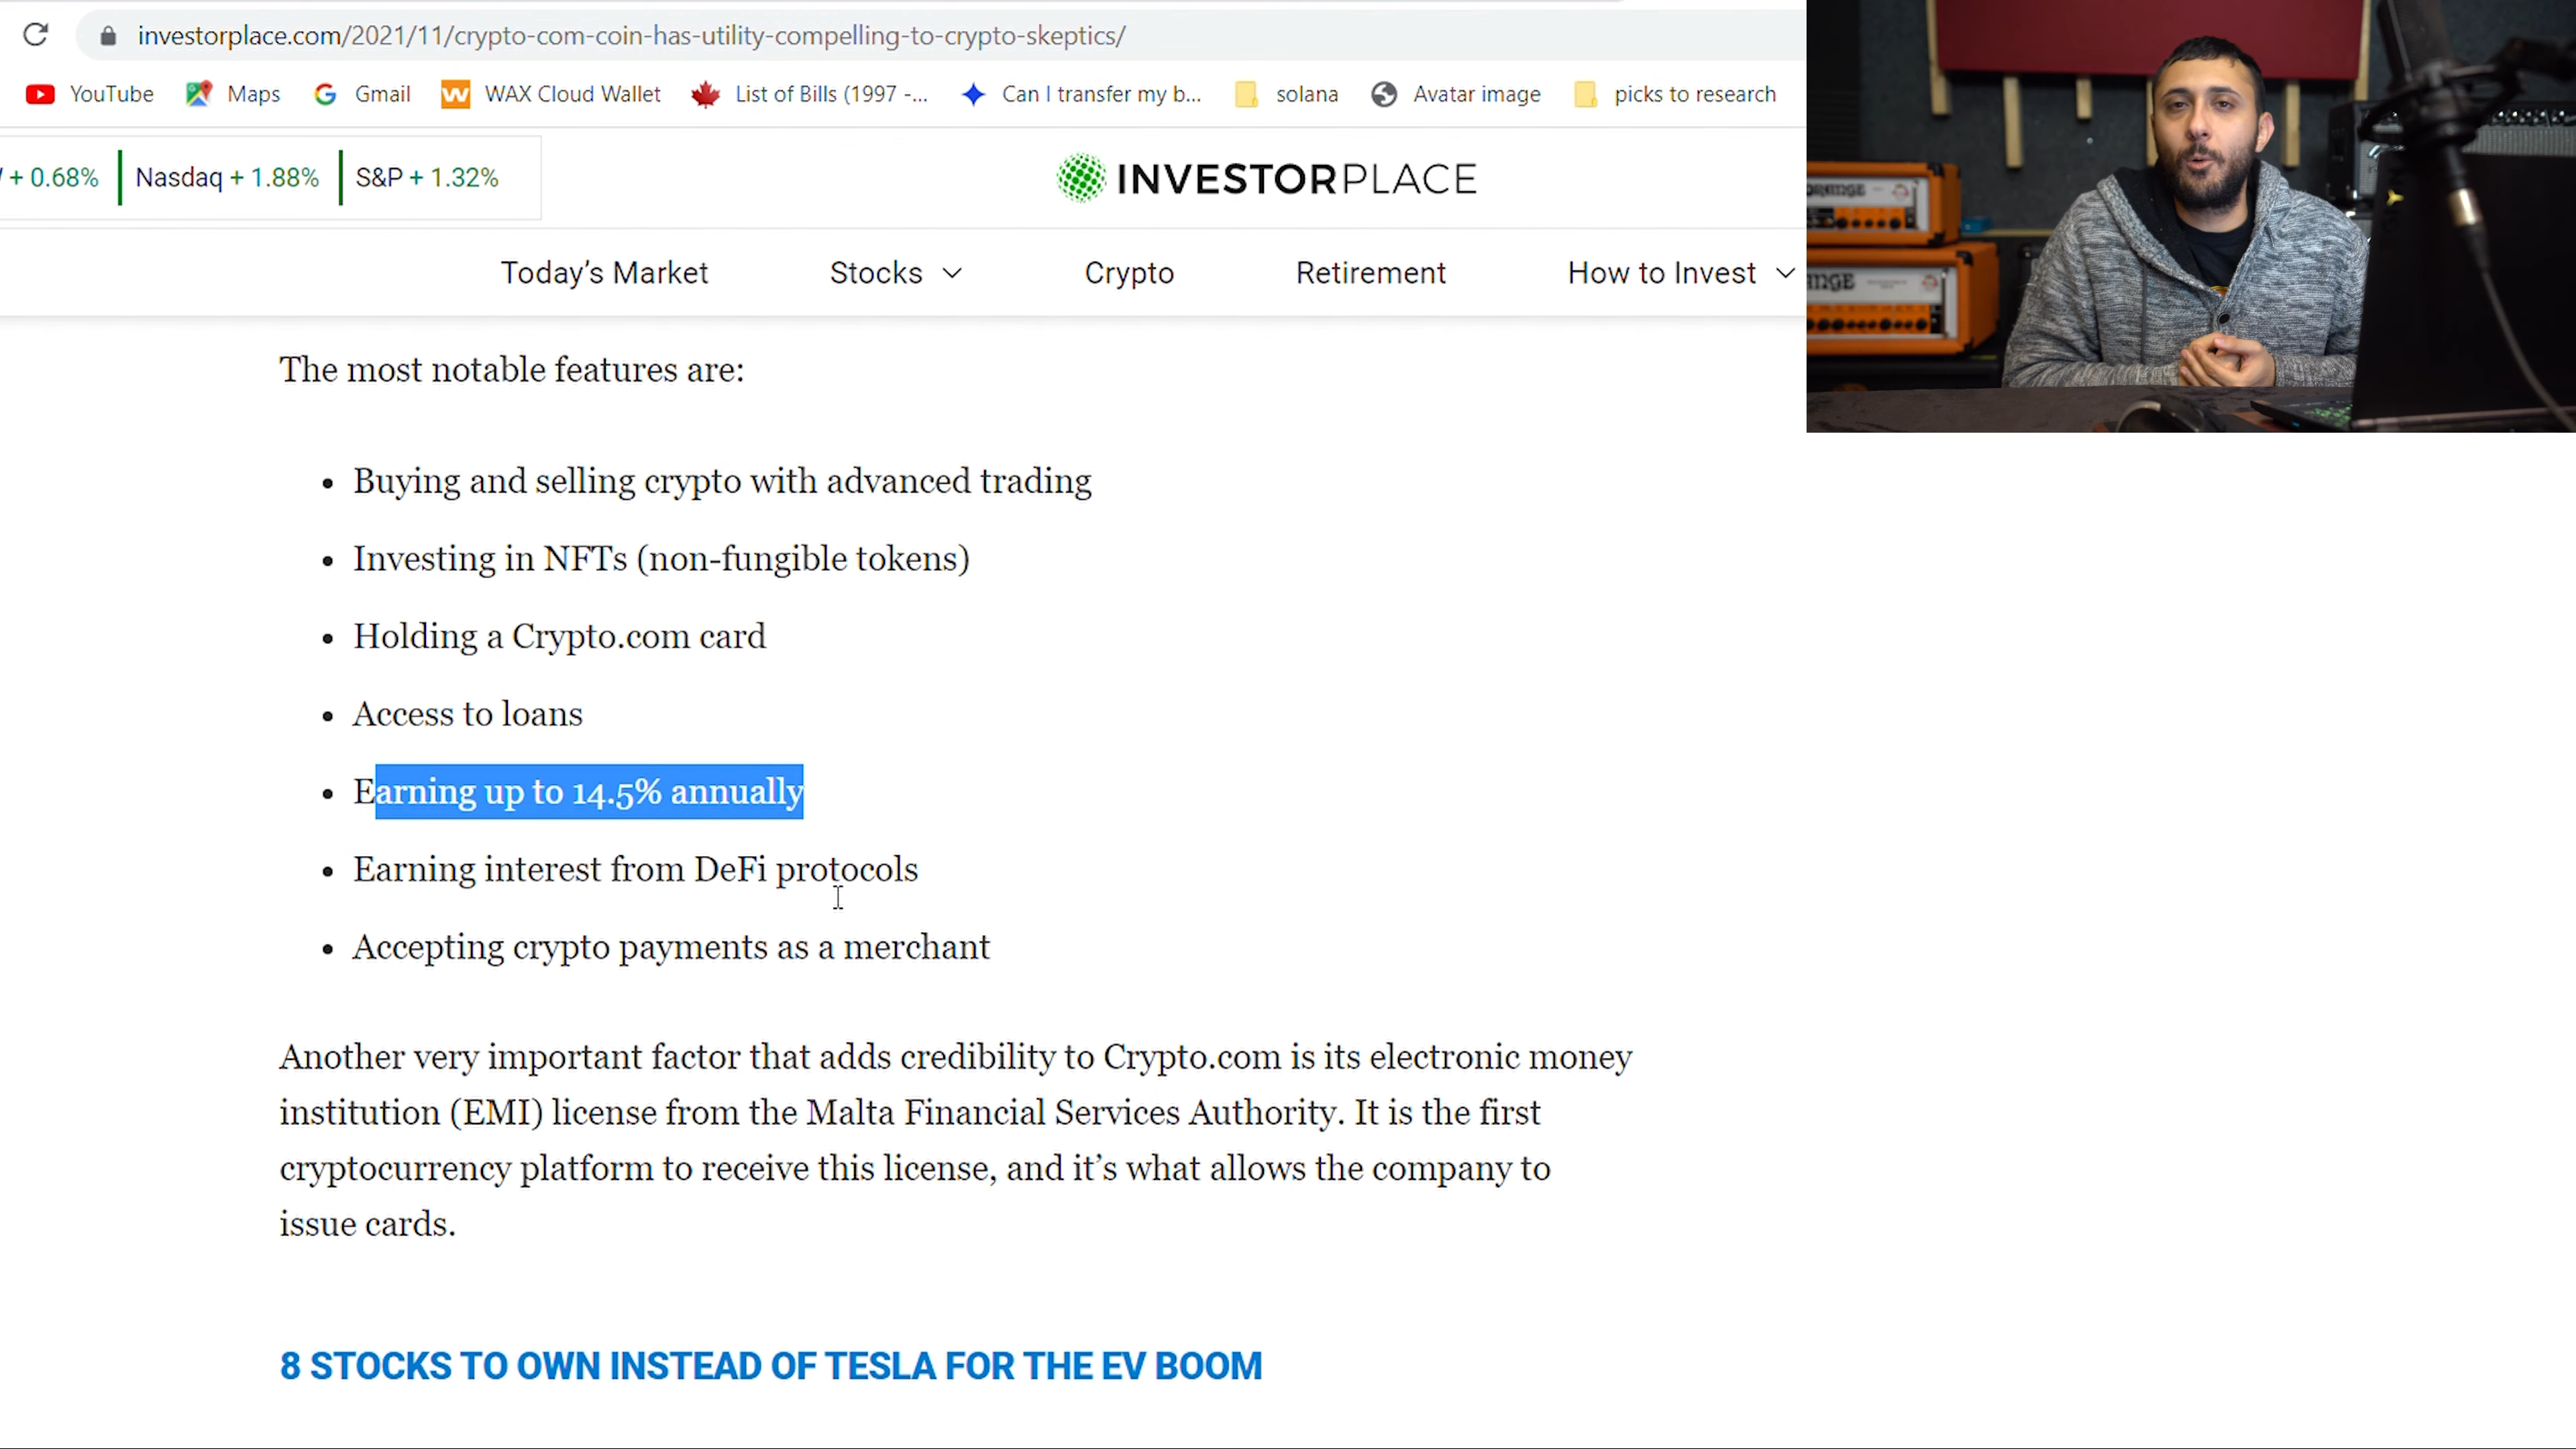 investorplace.com/2021/11/crypto-com-coin-has-utility-compelling-to-crypto-skeptics/
YouTube Maps Gmail WAX Cloud Wallet List of Bills (1997 -... Can I transfer my b... solana Avatar image picks to research
+ 0.68% Nasdaq + 1.88% S&P + 1.32%
INVESTORPLACE
Today’s Market Stocks Crypto Retirement How to Invest
The most notable features are:
• Buying and selling crypto with advanced trading
• Investing in NFTs (non-fungible tokens)
• Holding a Crypto.com card
• Access to loans
• Earning up to 14.5% annually
• Earning interest from DeFi protocols
• Accepting crypto payments as a merchant
Another very important factor that adds credibility to Crypto.com is its electronic money
institution (EMI) license from the Malta Financial Services Authority. It is the first
cryptocurrency platform to receive this license, and it’s what allows the company to
issue cards.
8 STOCKS TO OWN INSTEAD OF TESLA FOR THE EV BOOM